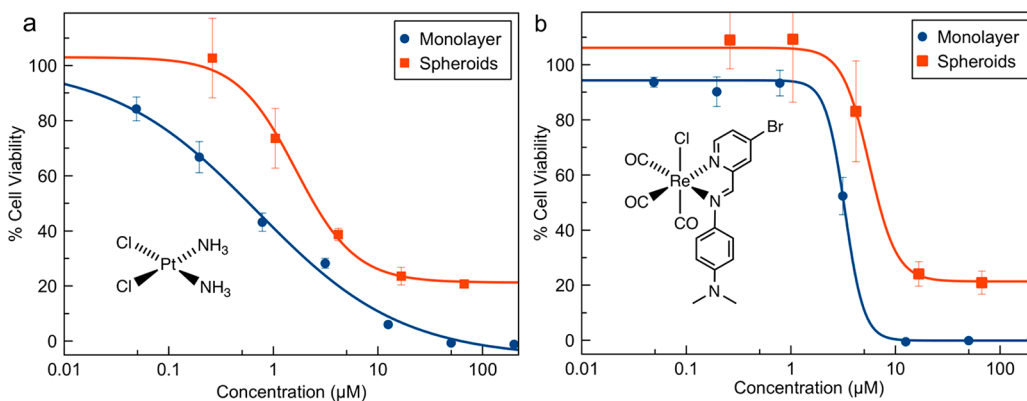 a
Monolayer
Spheroids
% Cell Viability
100
80
60
40
20
0
Cl
NH3
Pt
Cl
NH3
0.01
0.1
1
10
100
Concentration (µM)
b
Monolayer
Spheroids
% Cell Viability
100
80
60
40
20
0
Br
Cl
OC
N
Re
OC
N
CO
N
0.01
0.1
1
10
100
Concentration (µM)